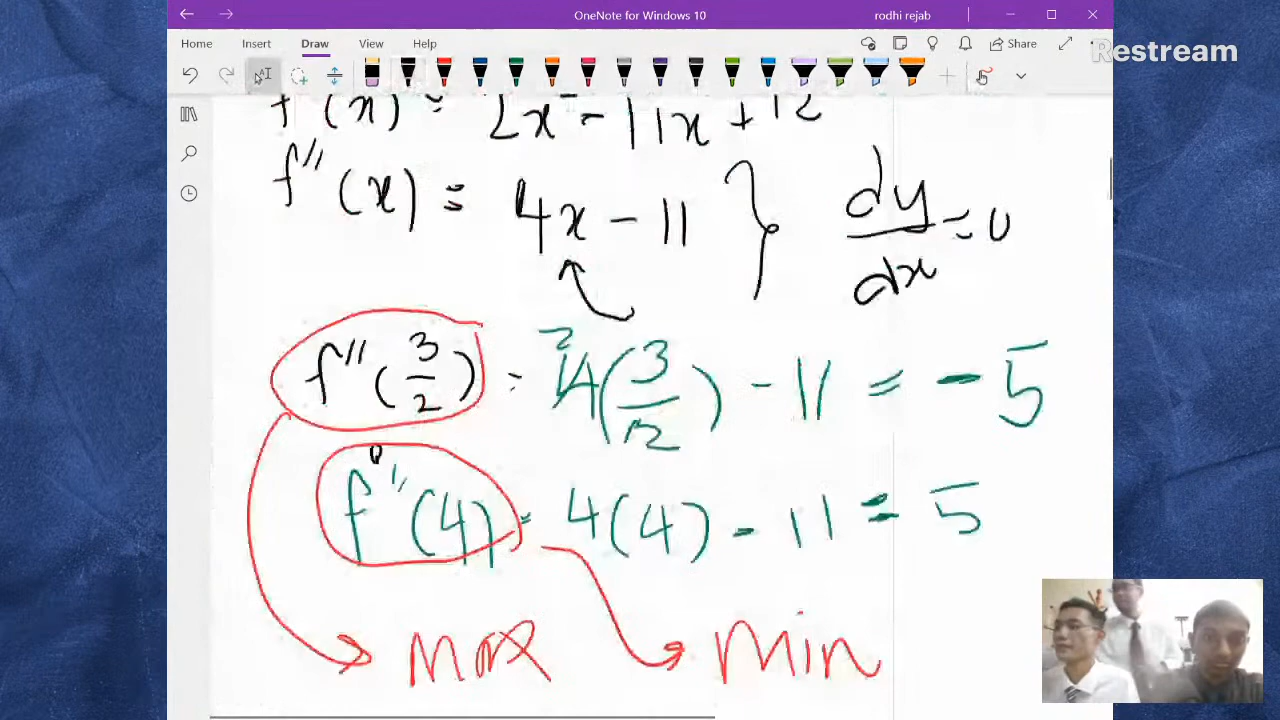 OneNote for Windows 10
rodhi rejab
Home Insert Draw View Help
Share
Restream
f'(x) = 2x² - 11x + 12
f''(x) = 4x - 11 } dy/dx = 0
f''(3/2) = 4(3/2) - 11 = -5
f''(4) = 4(4) - 11 = 5
max min